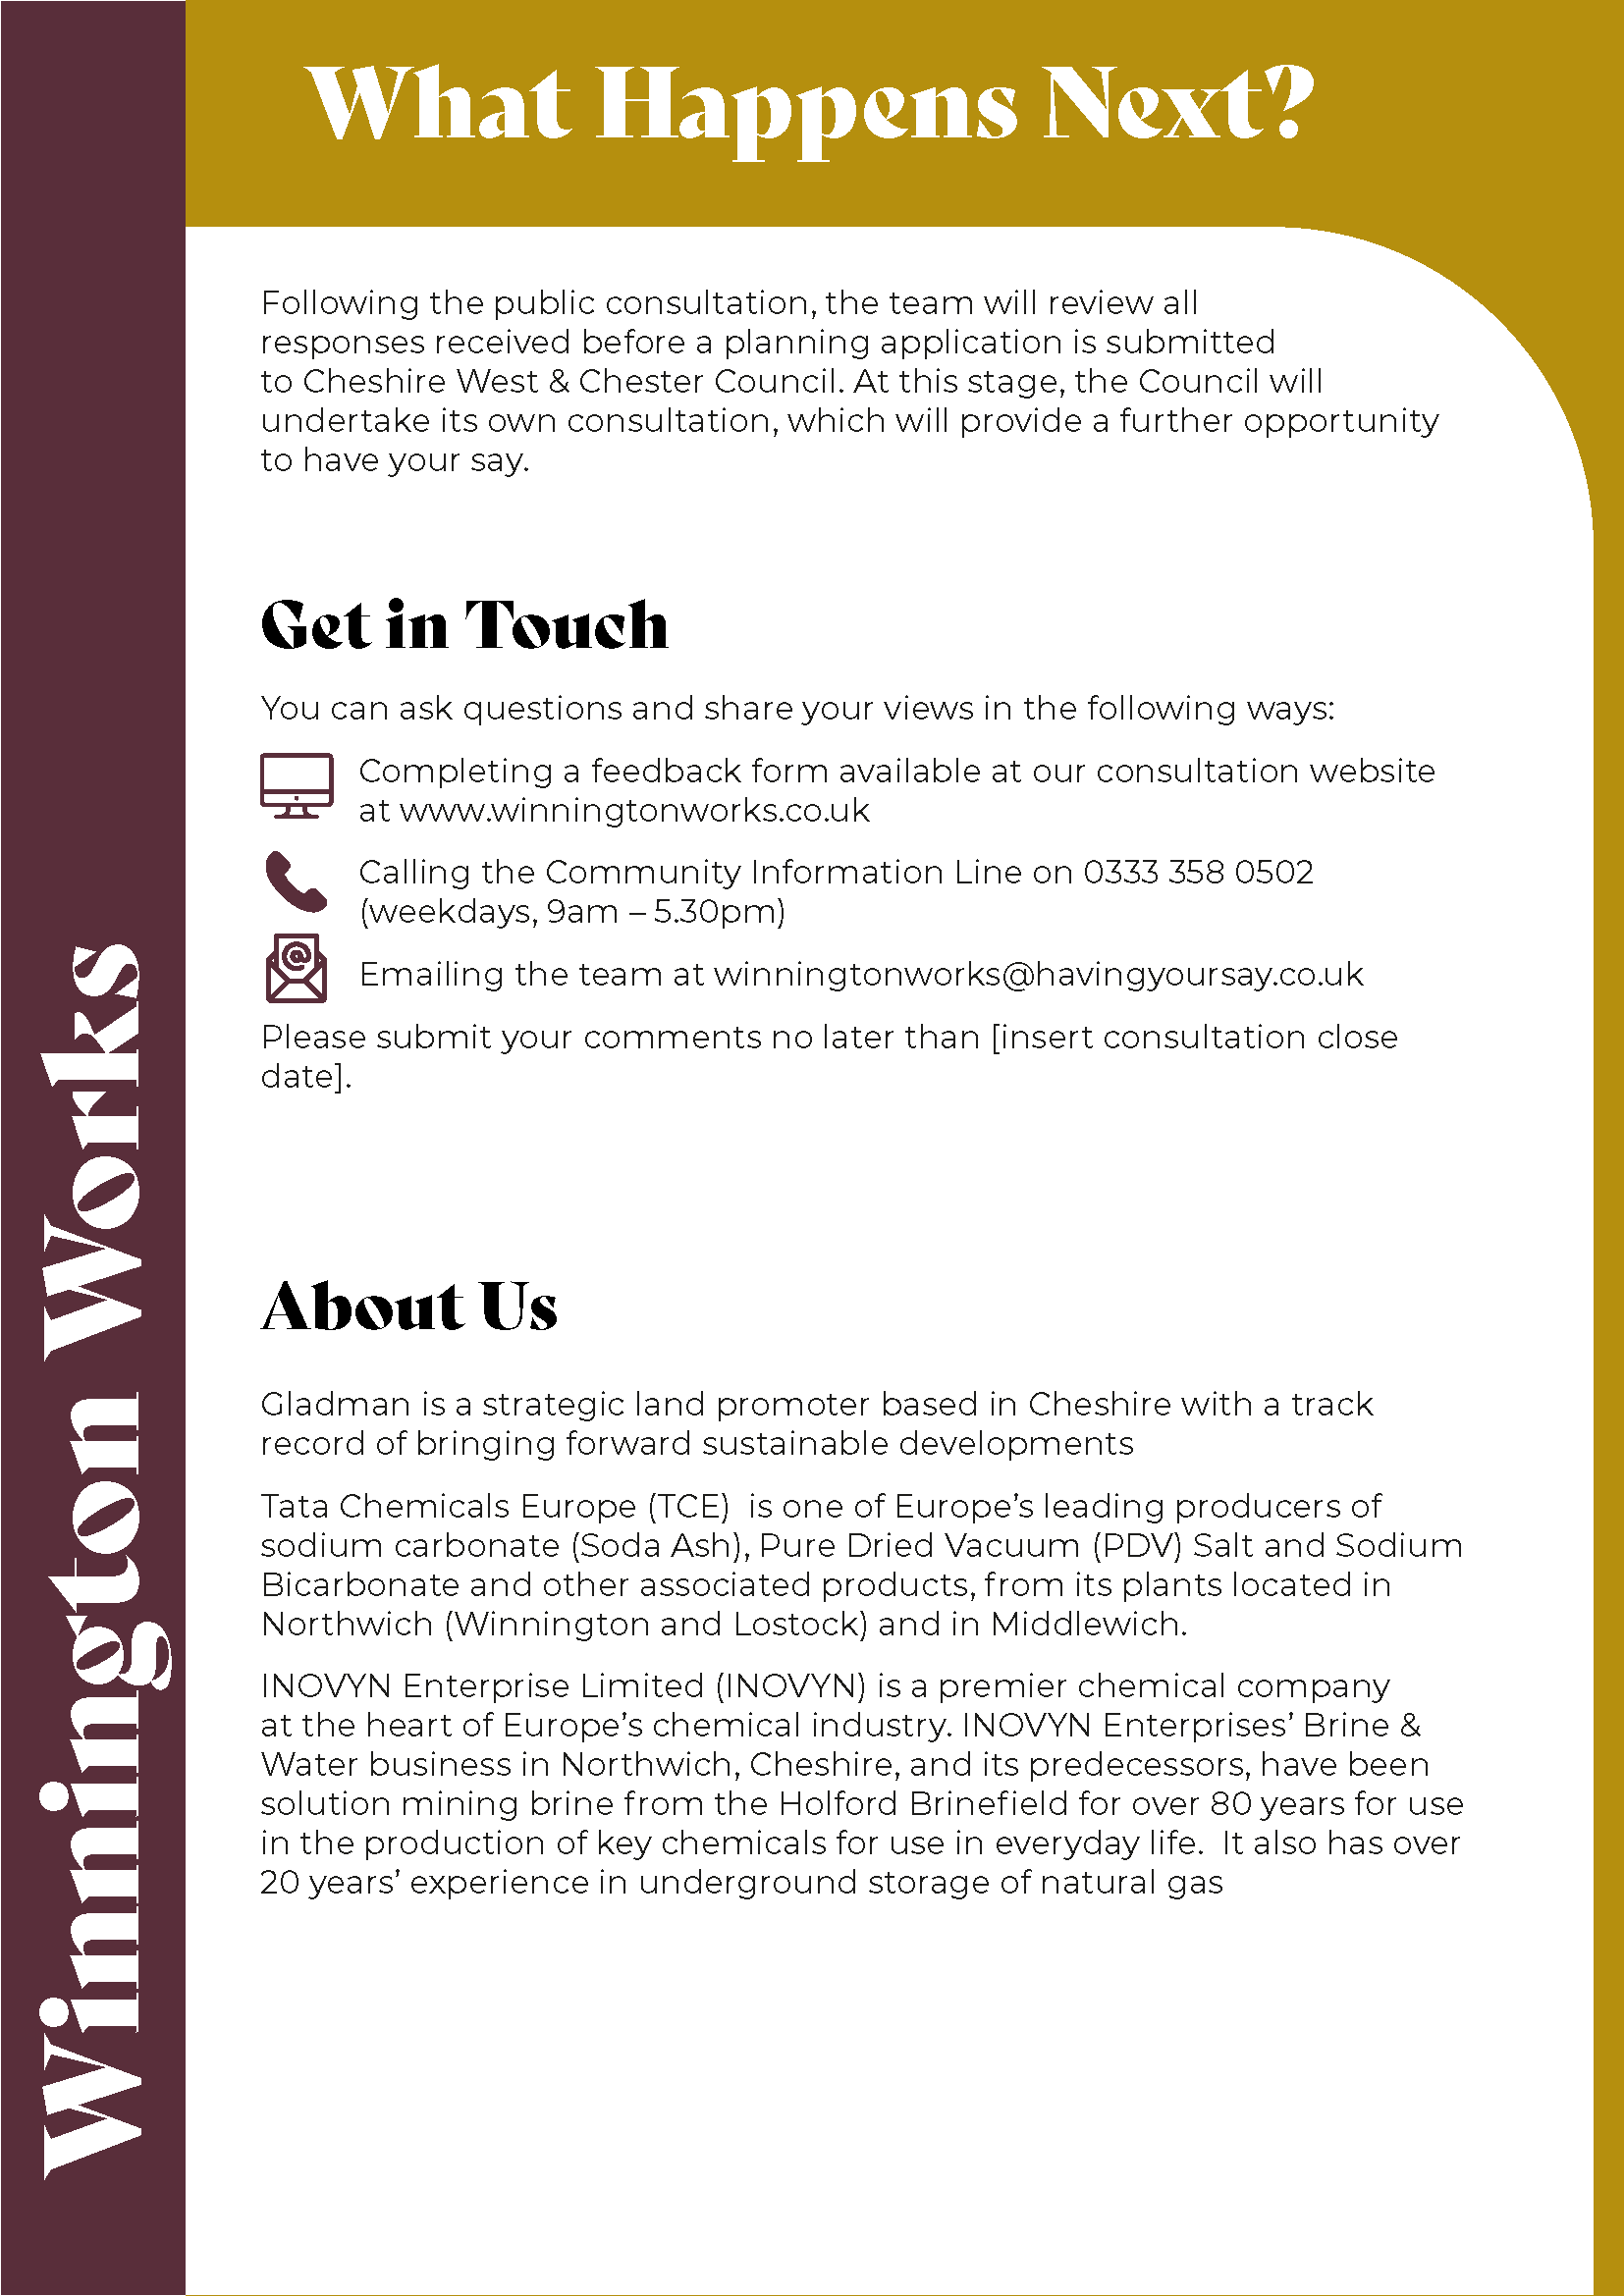 What Happens Next?
Following the public consultation, the team will review all
responses received before a planning application is submitted
to Cheshire West & Chester Council. At this stage, the Council will
undertake its own consultation, which will provide a further opportunity
to have your say.
Get in Touch
You can ask questions and share your views in the following ways:
Completing a feedback form available at our consultation website
at www.winningtonworks.co.uk
Calling the Community Information Line on 0333 358 0502
(weekdays, 9am – 5.30pm)
Emailing the team at winningtonworks@havingyoursay.co.uk
Please submit your comments no later than [insert consultation close
date].
About Us
Gladman is a strategic land promoter based in Cheshire with a track
record of bringing forward sustainable developments
Tata Chemicals Europe (TCE)  is one of Europe’s leading producers of
sodium carbonate (Soda Ash), Pure Dried Vacuum (PDV) Salt and Sodium
Bicarbonate and other associated products, from its plants located in
Northwich (Winnington and Lostock) and in Middlewich.
INOVYN Enterprise Limited (INOVYN) is a premier chemical company
at the heart of Europe’s chemical industry. INOVYN Enterprises’ Brine &
Water business in Northwich, Cheshire, and its predecessors, have been
solution mining brine from the Holford Brinefield for over 80 years for use
in the production of key chemicals for use in everyday life.  It also has over
20 years’ experience in underground storage of natural gas
Winnington Works